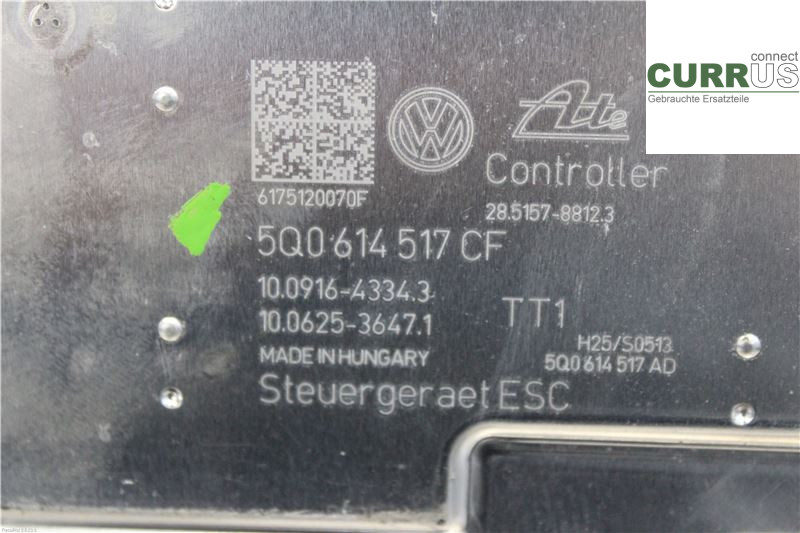 connect
CURRUS
Gebrauchte Ersatzteile
VW
Ate
Controller
6175120070F
28.5157-8812.3
5Q0 614 517 CF
10.0916-4334.3
10.0625-3647.1
TT1
H25/S0513
MADE IN HUNGARY
5Q0 614 517 AD
Steuergeraet ESC